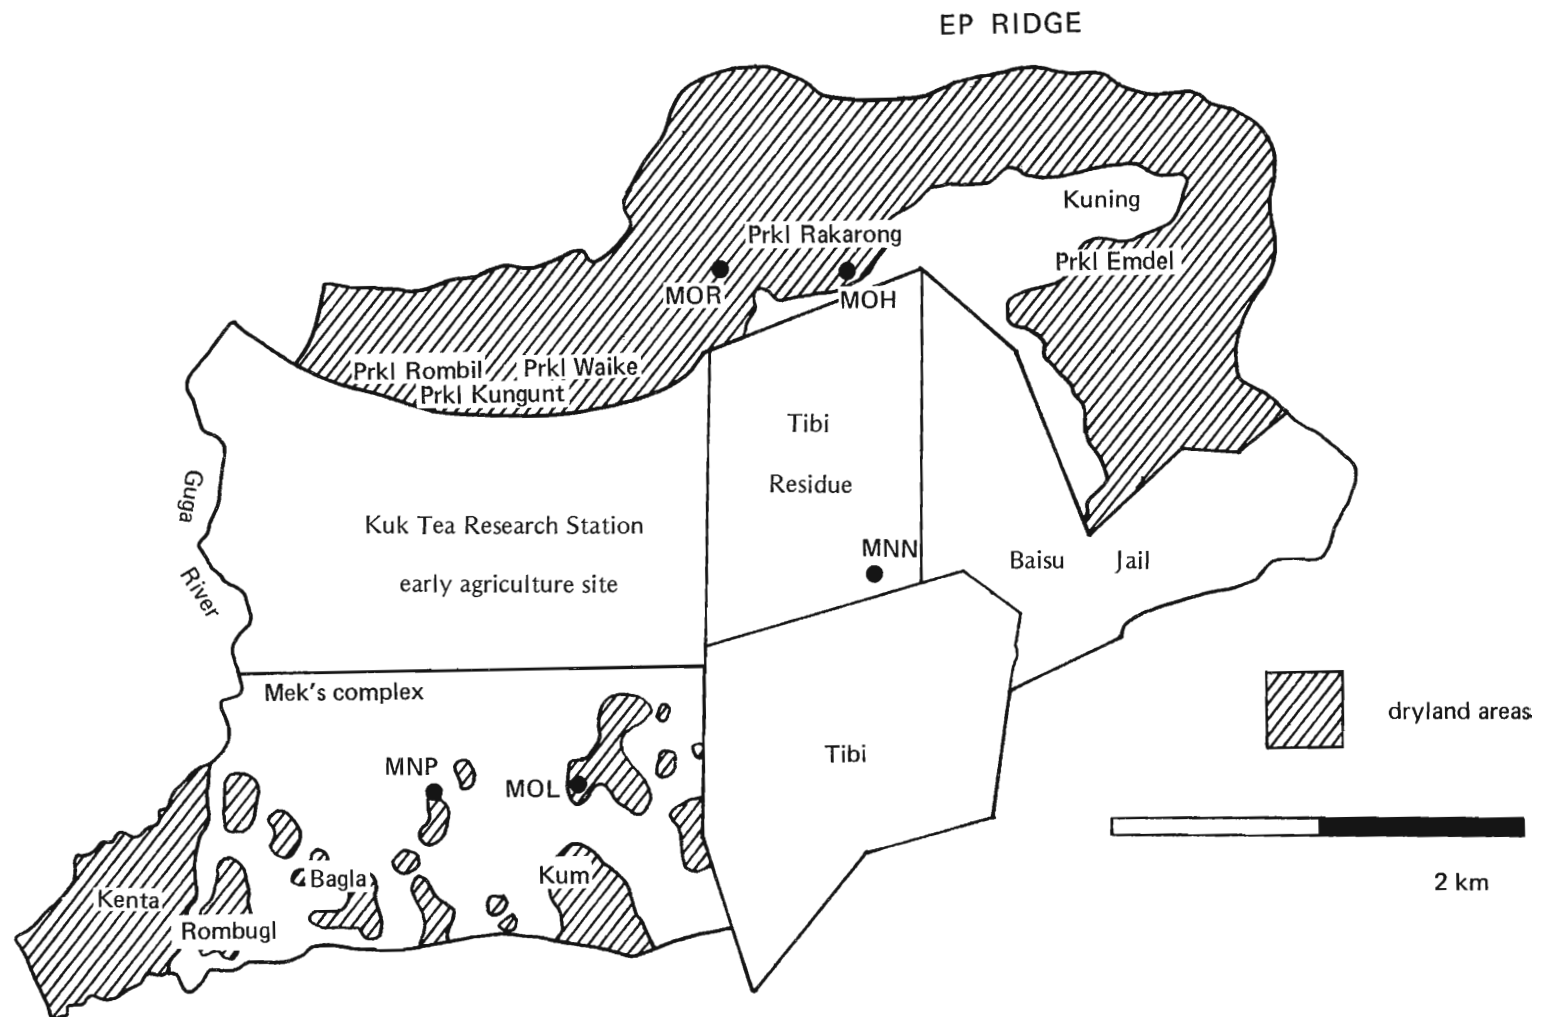 EP RIDGE
Kuning
Prkl Rakarong
Prkl Emdel
MOR
MOH
Prkl Rombil
Prkl Waike
Prkl Kungunt
Tibi
Residue
Guga
River
Kuk Tea Research Station
early agriculture site
MNN
Baisu Jail
Mek's complex
dryland areas
MNP
MOL
Tibi
Kenta
Bagla
Kum
Rombugl
2 km